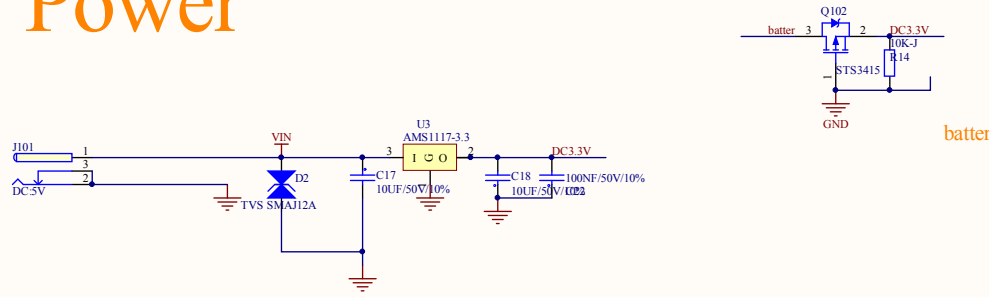 Power
Q102
batter 3 2 DC3.3V
10K-J
R14
STS3415
1
GND
batter
U3
AMS1117-3.3
J101
1
3
2
DC:5V
VIN
D2
TVS SMAJ12A
3 I G O 2
C17
10UF/50V/10%
DC3.3V
C18
10UF/50V/10%
100NF/50V/10%